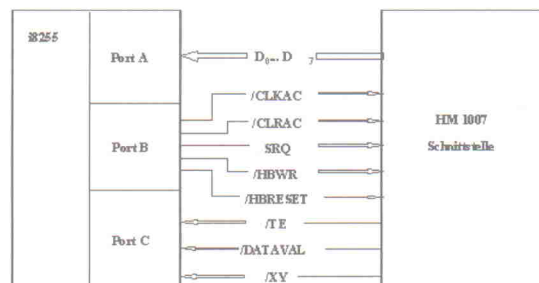 i8255
Port A
D0... D7
/CLKAC
/CLRAC
HM 1007
Port B
SRQ
Schnittstelle
/HBWR
/HBRESET
Port C
/TE
/DATAVAL
/XY